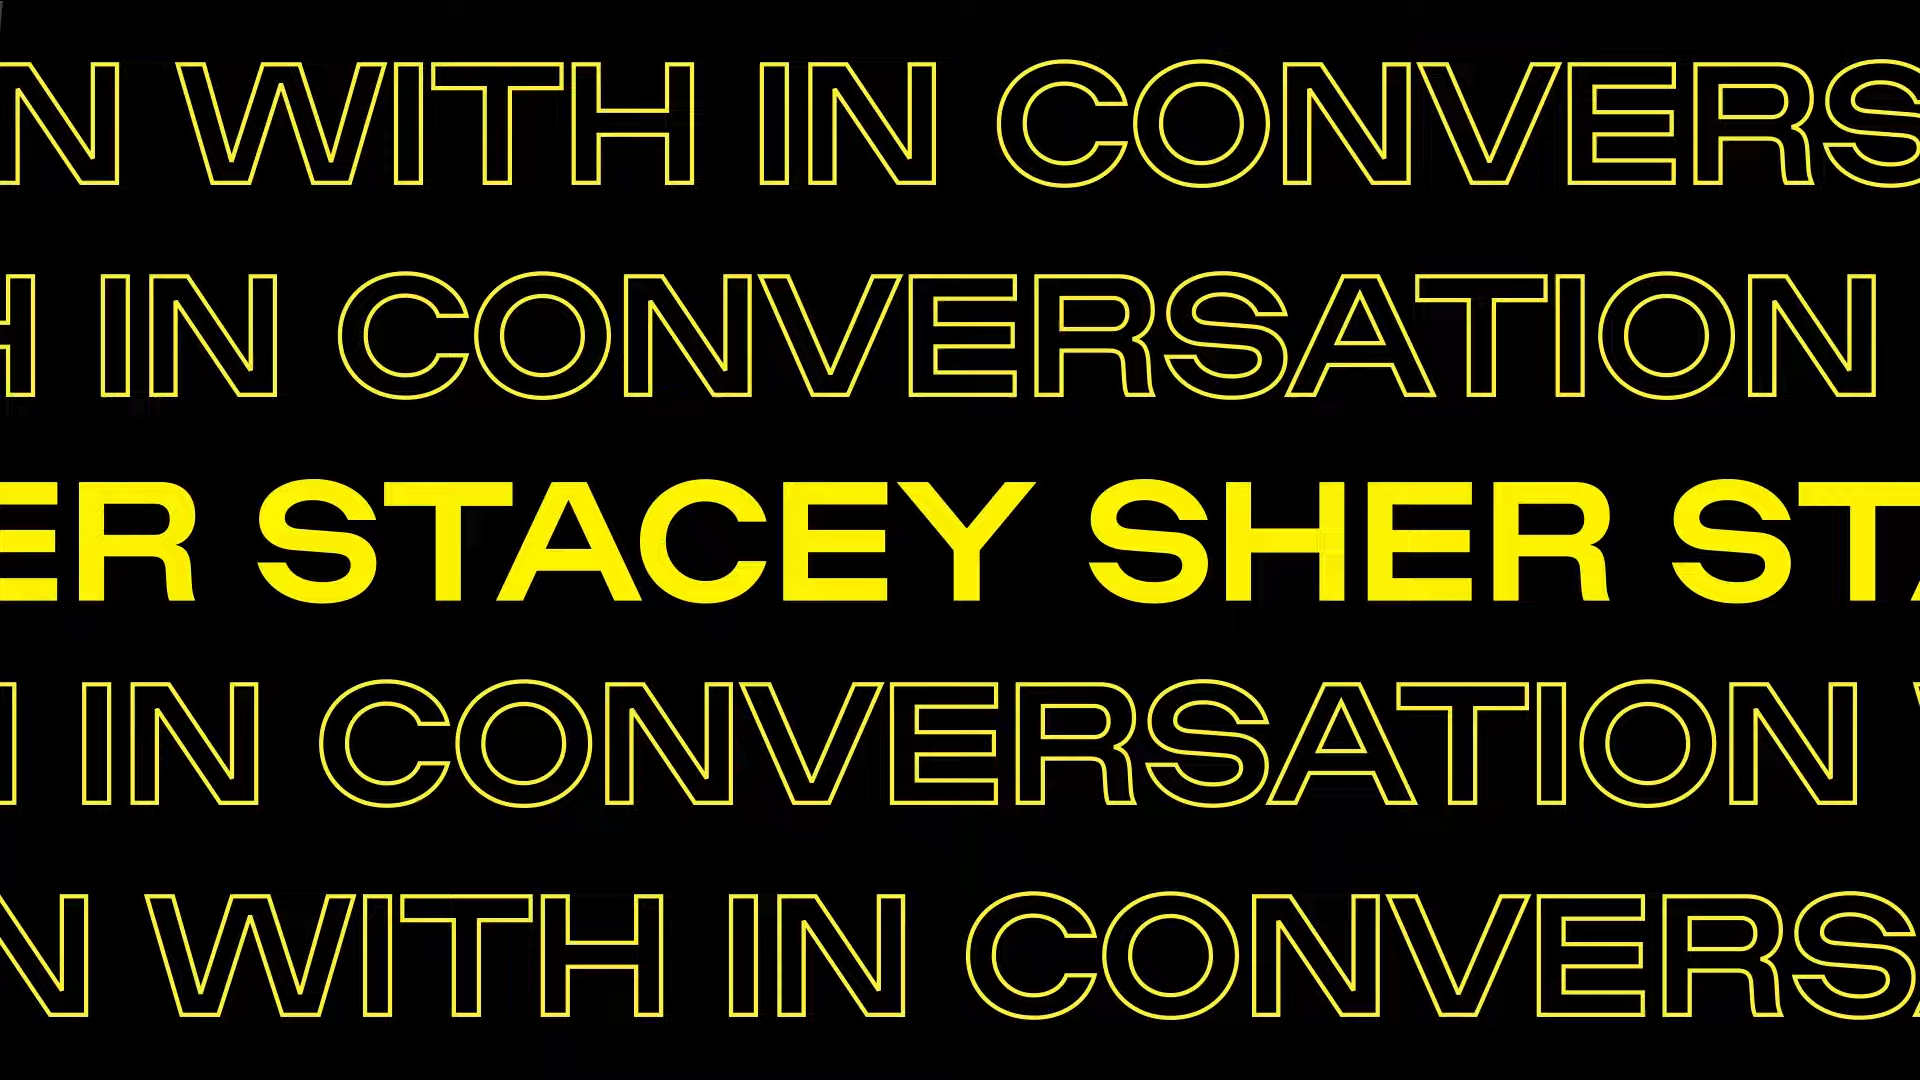 N WITH IN CONVERS
H IN CONVERSATION
ER STACEY SHER STA
IN CONVERSATION
N WITH IN CONVERSA